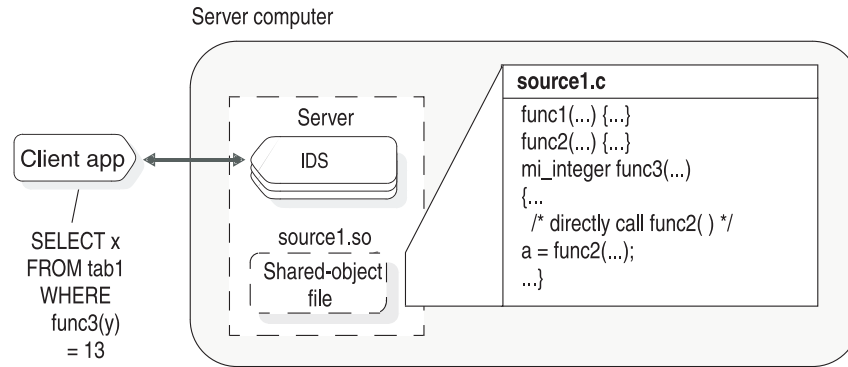 Server computer
Server
IDS
Client app
SELECT x
FROM tab1
WHERE
func3(y)
= 13
source1.so
Shared-object
file
source1.c
func1(...) {...}
func2(...) {...}
mi_integer func3(...)
{...
/* directly call func2( ) */
a = func2(...);
...}